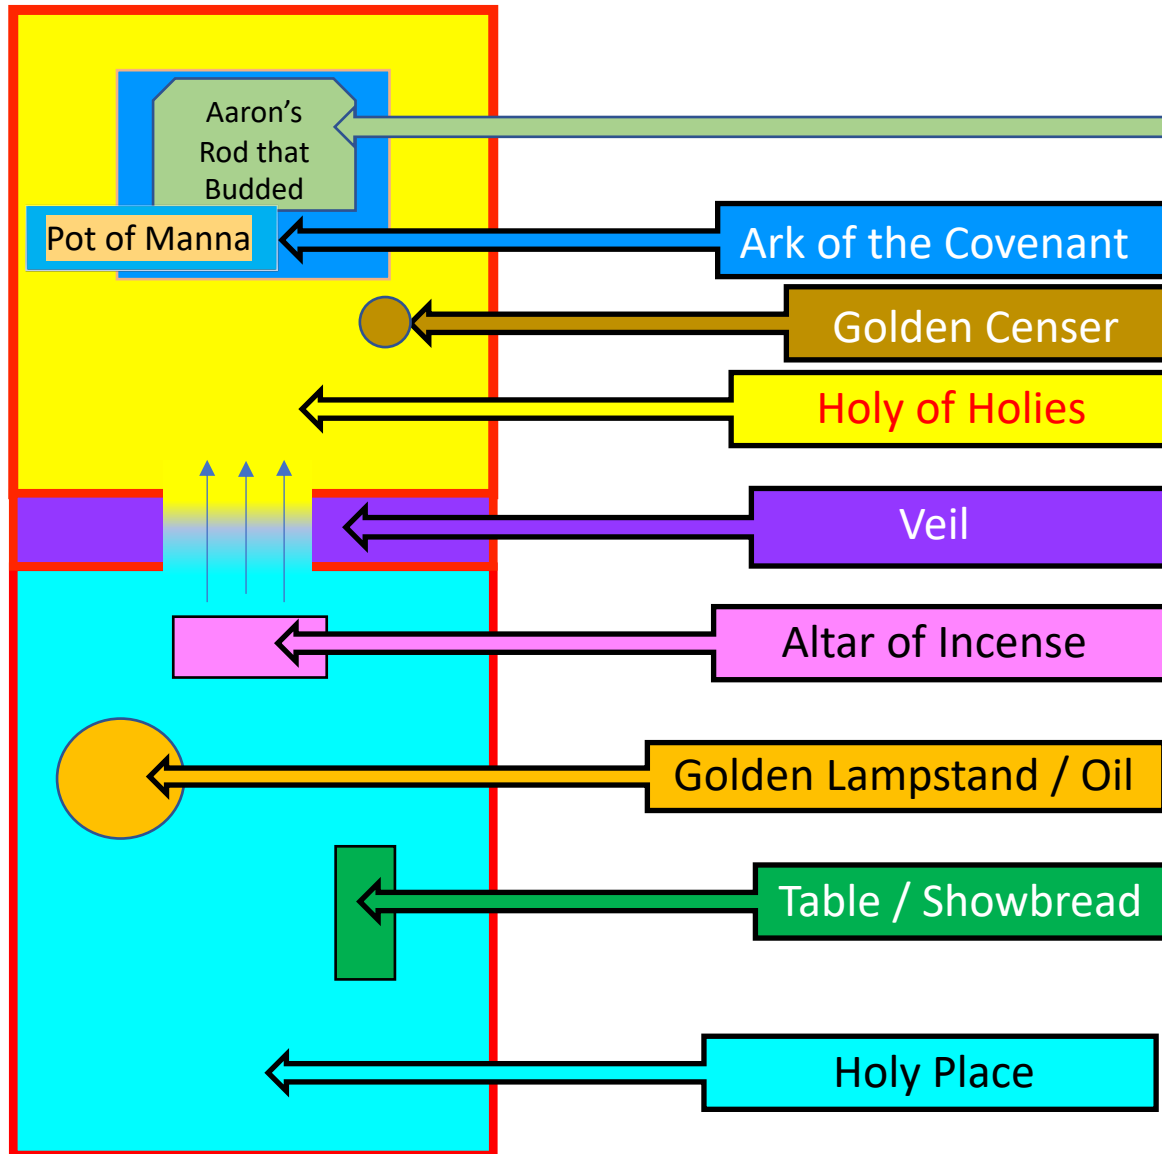 Aaron’s
Rod that
Budded
Pot of Manna
Ark of the Covenant
Golden Censer
Holy of Holies
Veil
Altar of Incense
Golden Lampstand / Oil
Table / Showbread
Holy Place